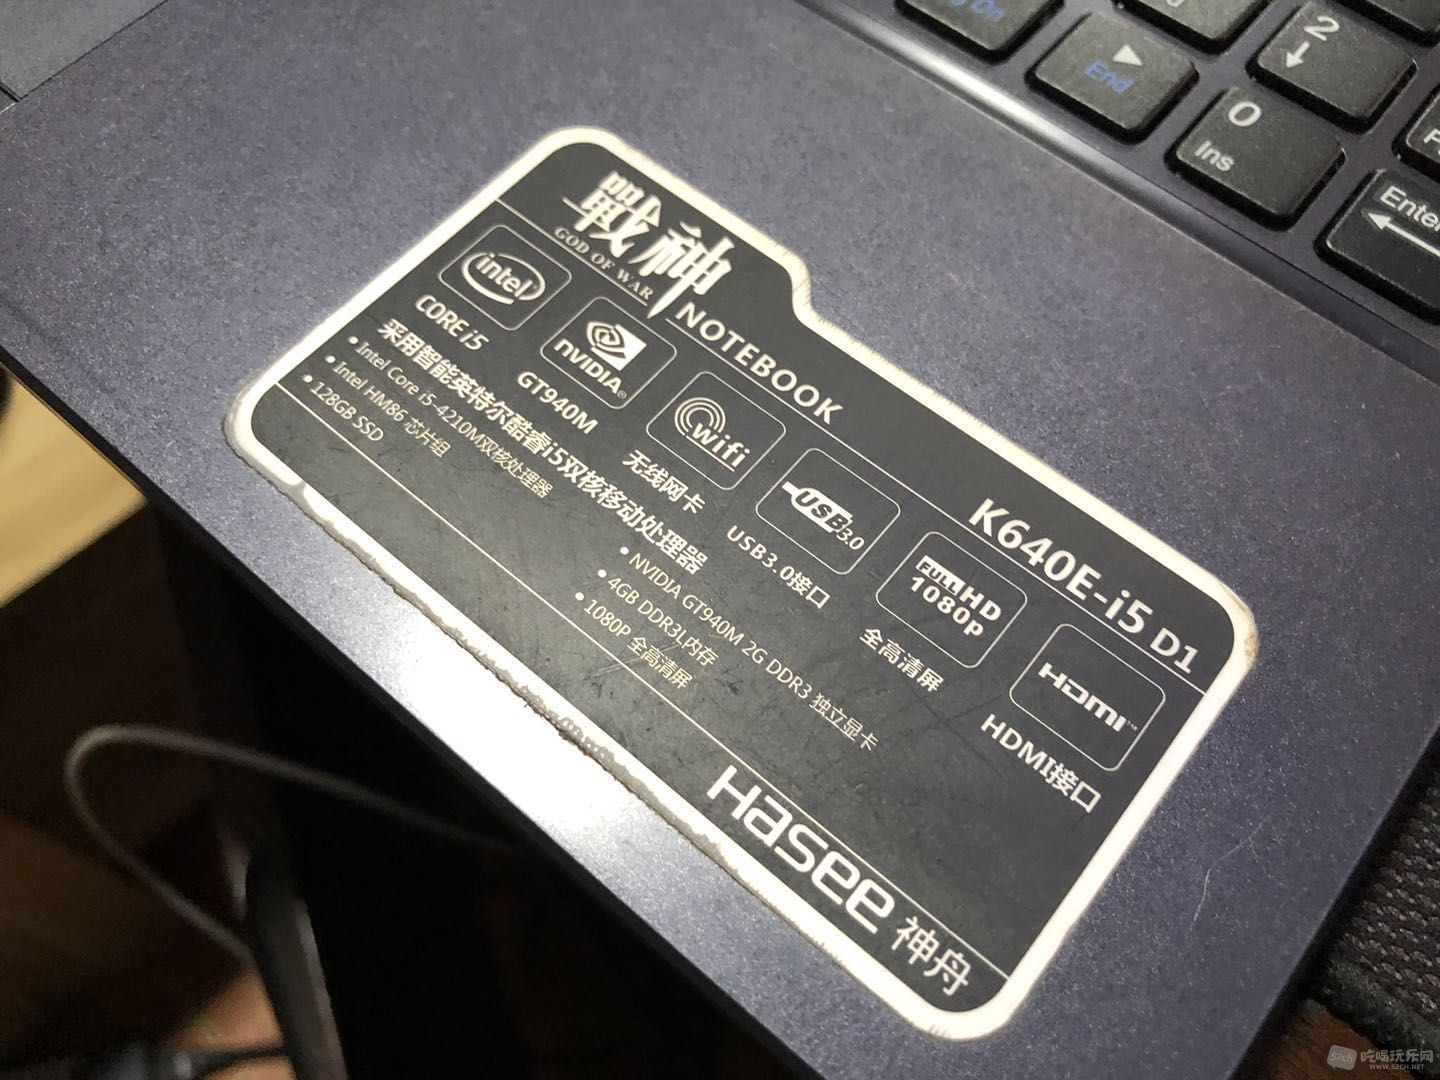 End
2
0
Ins
Enter
戰神
GOD OF WAR
NOTEBOOK
K640E-i5 D1
intel
CORE i5
NVIDIA
GT940M
wifi
无线网卡
USB3.0
USB3.0接口
FULL HD
1080P
全高清屏
HDMI
HDMI接口
采用智能英特尔酷睿i5双核移动处理器
• Intel Core i5-4210M双核处理器
• Intel HM86 芯片组
• 128GB SSD
• NVIDIA GT940M 2G DDR3 独立显卡
• 4GB DDR3L内存
• 1080P 全高清屏
Hasee 神舟
吃喝玩乐网
WWW.52CH.NET